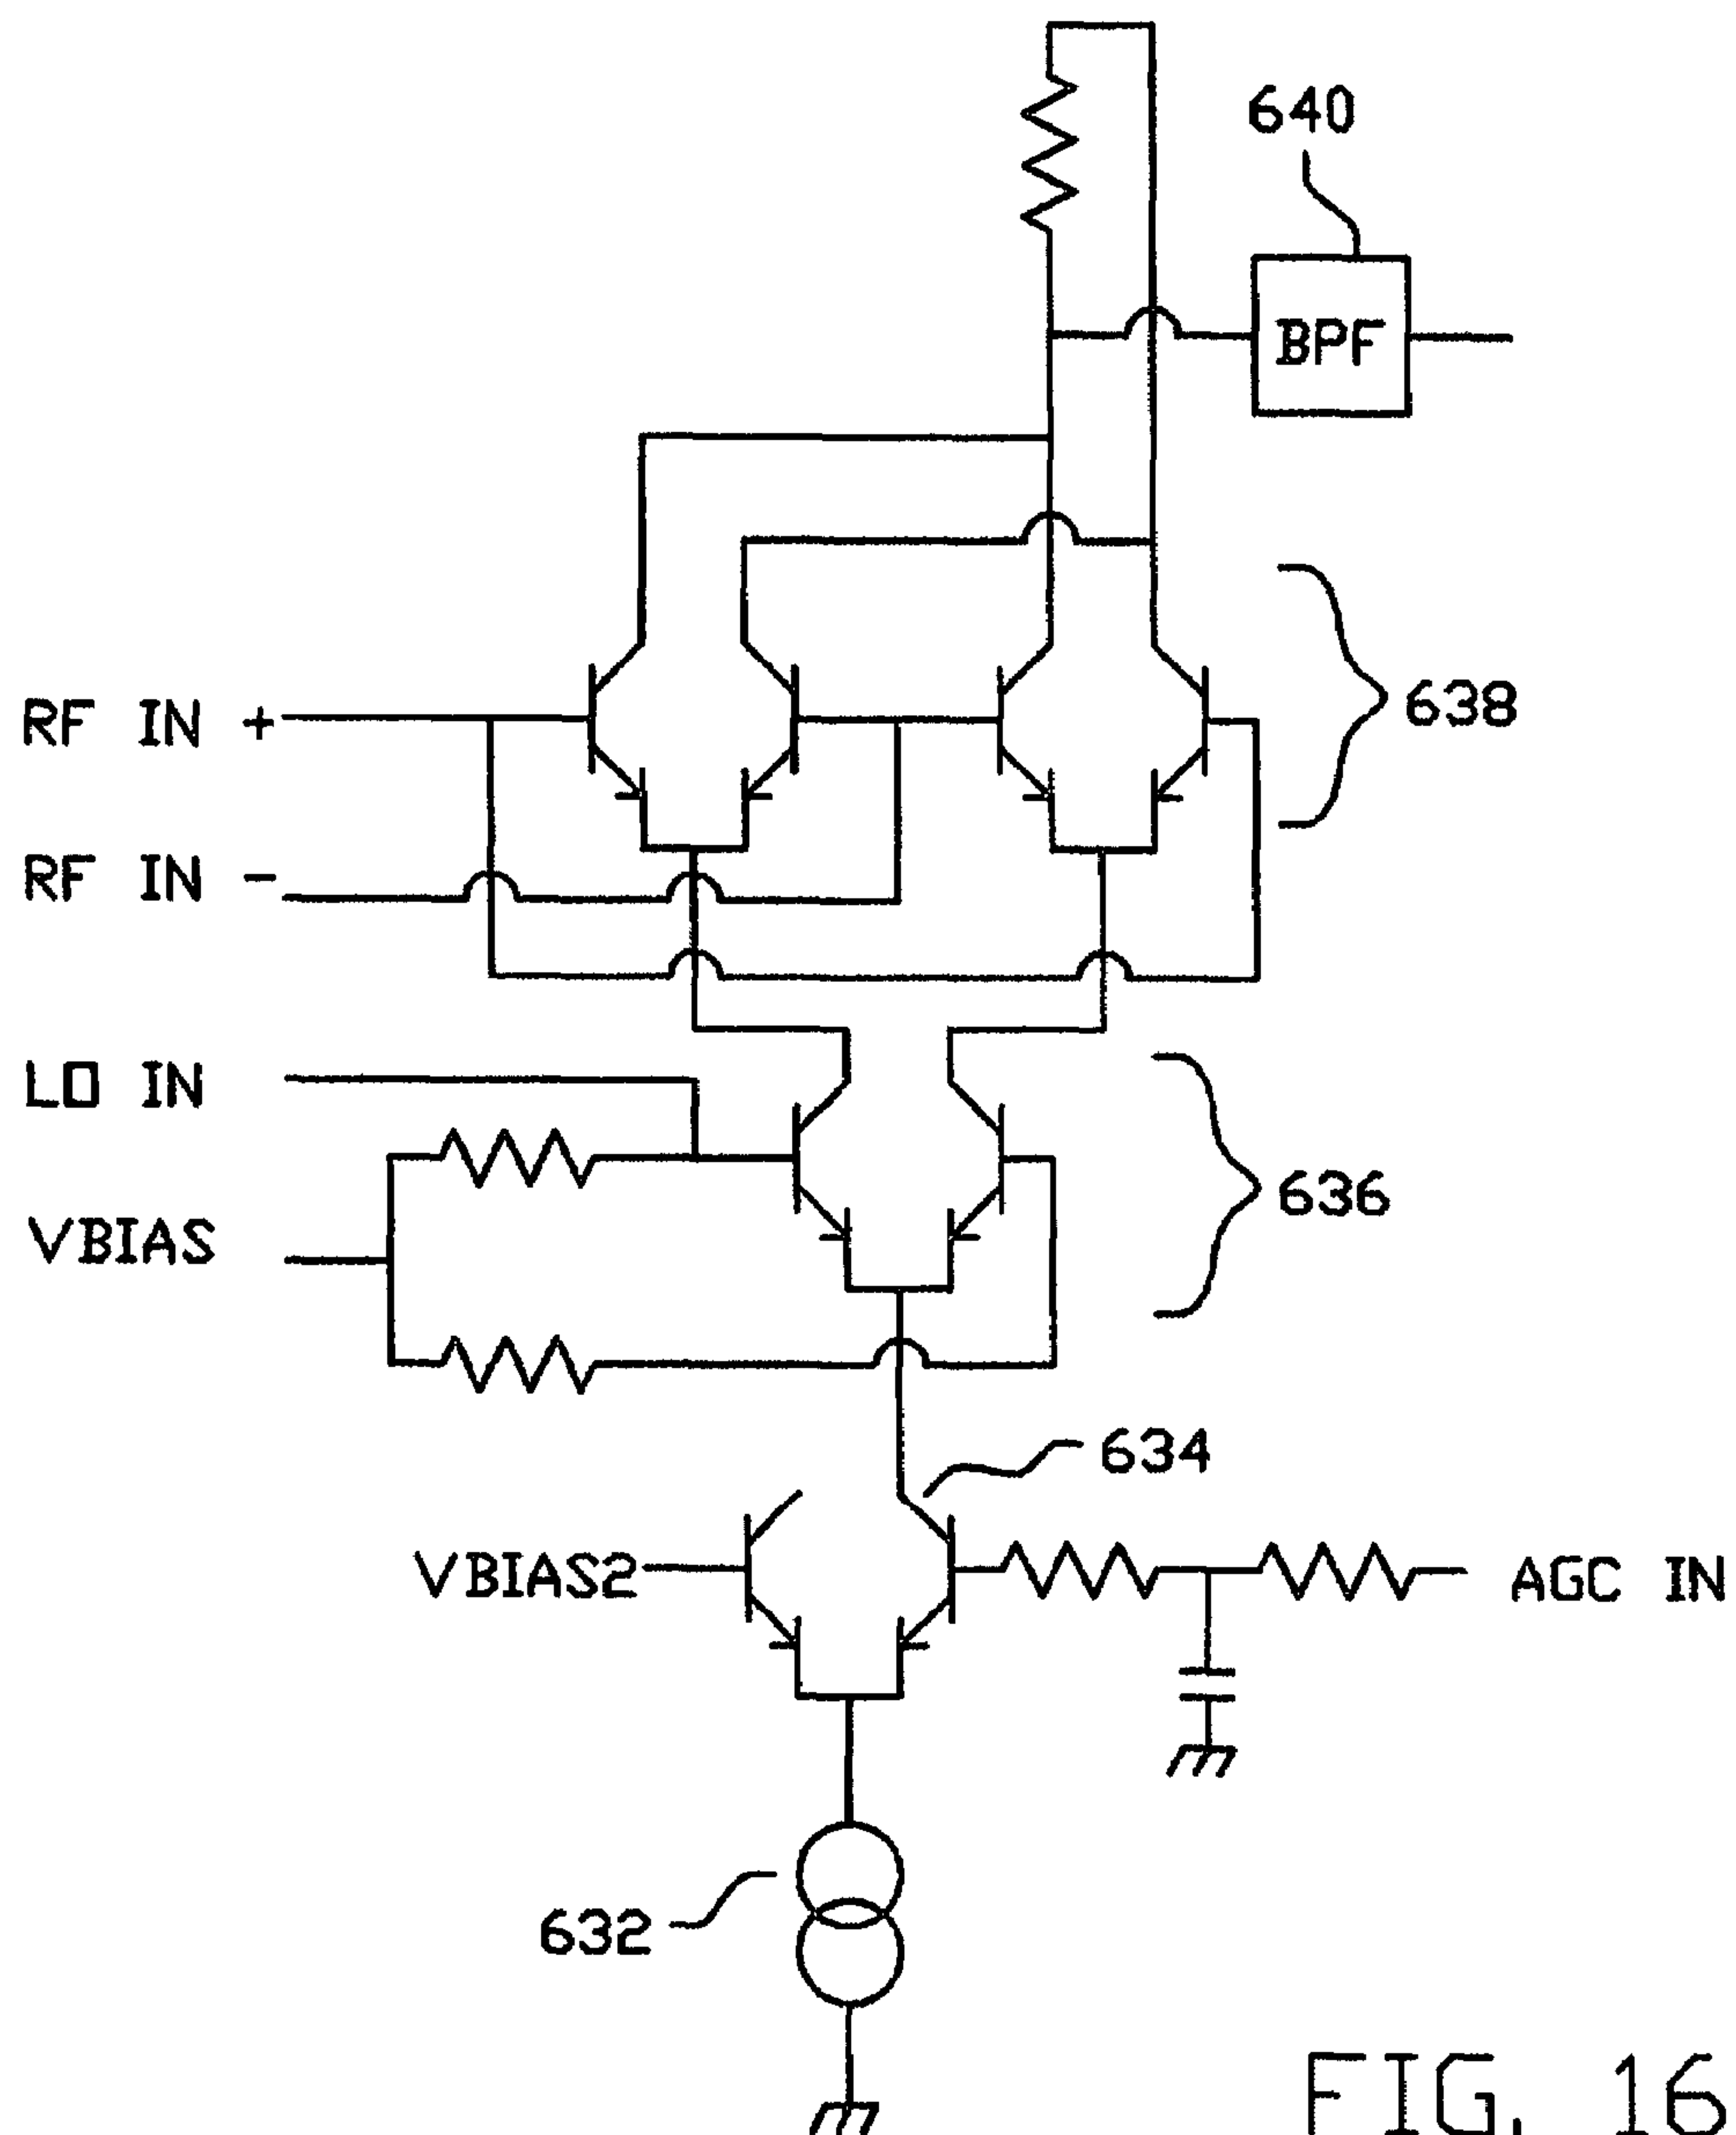 640
BPF
RF IN +
638
RF IN -
LO IN
636
VBIAS
634
VBIAS2
AGC IN
632
FIG. 16